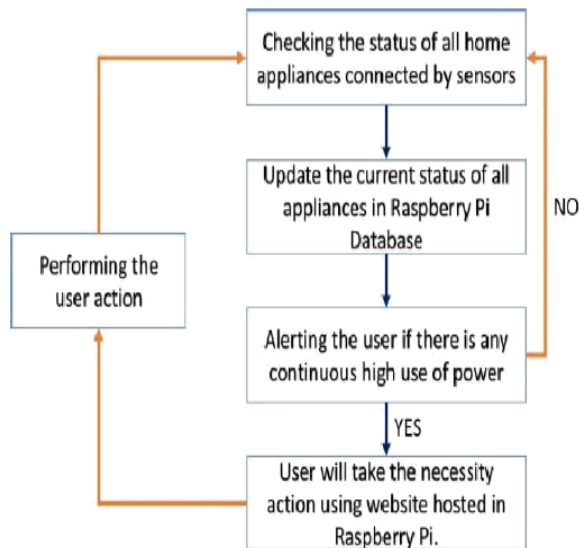 Checking the status of all home
appliances connected by sensors
Update the current status of all
appliances in Raspberry Pi
Database
NO
Performing the
user action
Alerting the user if there is any
continuous high use of power
YES
User will take the necessity
action using website hosted in
Raspberry Pi.